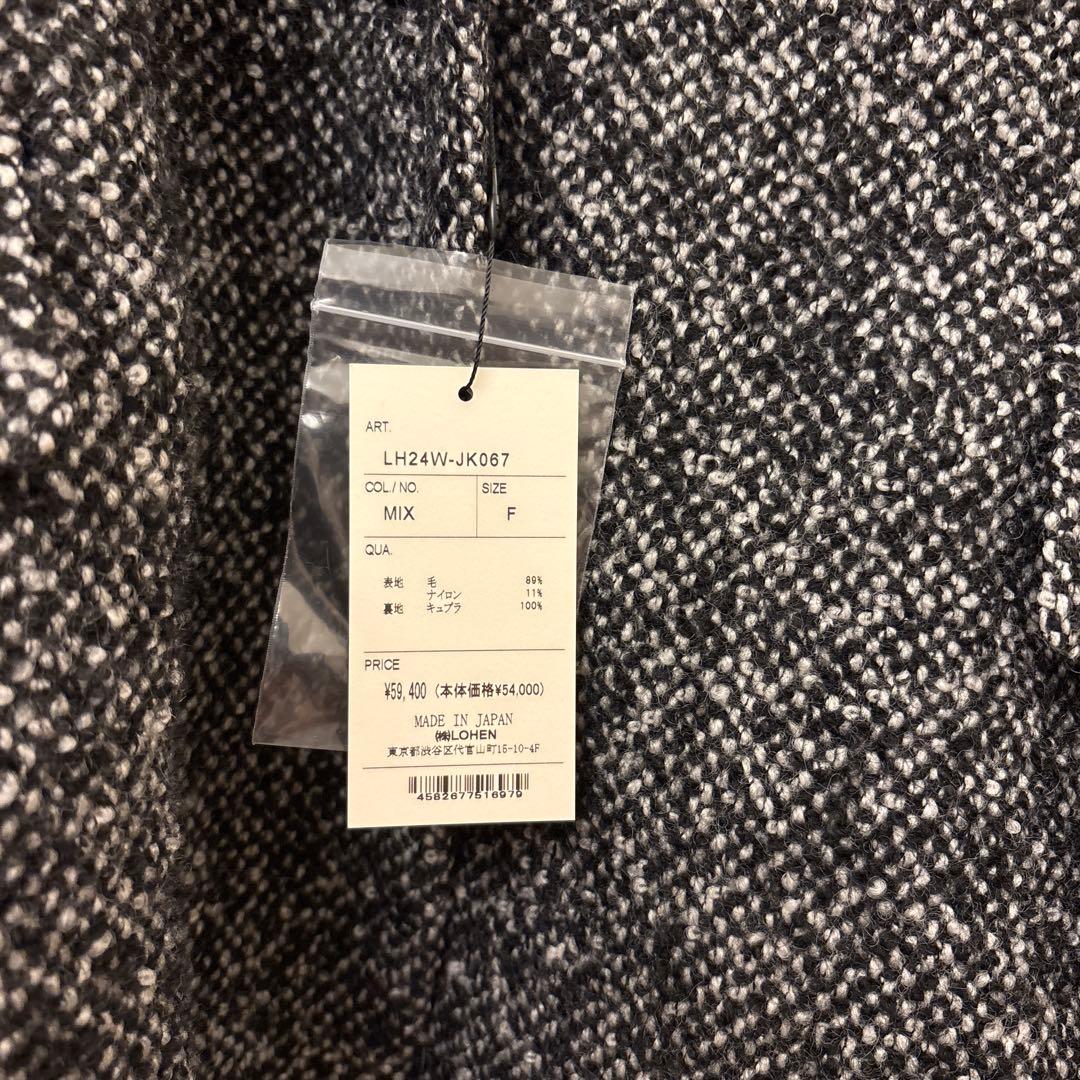 ART.
LH24W-JK067
COL./NO. SIZE
MIX F
QUA.
表地 毛 89%
ナイロン 11%
裏地 キュプラ 100%
PRICE
¥59,400 (本体価格¥54,000)
MADE IN JAPAN
㈱LOHEN
東京都渋谷区代官山町15-10-4F
4582677516979